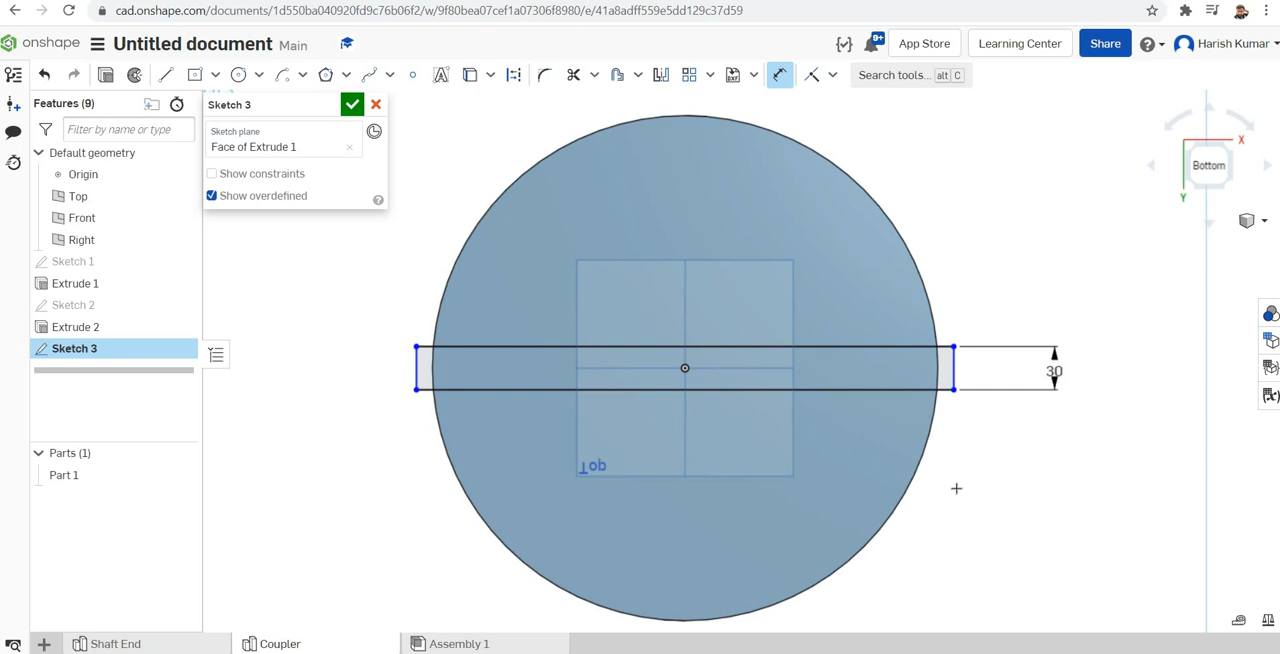 cad.onshape.com/documents/1d550ba040920fd9c76b06f2/w/9f80bea07cef1a07306f8980/e/41a8adff559e5dd129c37d59
onshape Untitled document Main 9+ App Store Learning Center Share Harish Kumar
Search tools... alt C
Features (9)
Filter by name or type
Default geometry
Origin
Top
Front
Right
Sketch 1
Extrude 1
Sketch 2
Extrude 2
Sketch 3
Parts (1)
Part 1
Sketch 3
Sketch plane
Face of Extrude 1
Show constraints
Show overdefined
Top
30
X
Bottom
Y
Shaft End
Coupler
Assembly 1